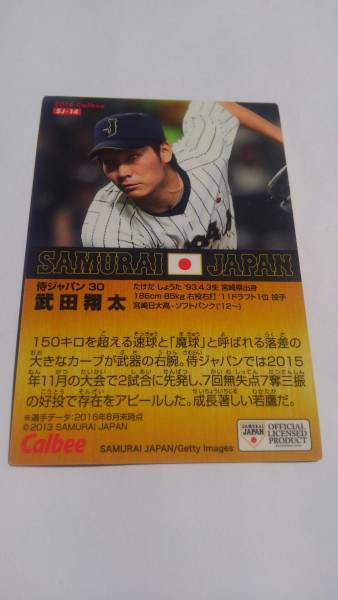 2016 Calbee
SJ-14
J
SAMURAI JAPAN
侍ジャパン 30
武田翔太
たけだ しょうた '93.4.3生 宮崎県出身
186cm・85kg 右投右打 '11ドラフト1位 投手
宮崎日大高-ソフトバンク('12〜)
150キロを超える速球と「魔球」と呼ばれる落差の
大きなカーブが武器の右腕。侍ジャパンでは2015
年11月の大会で2試合に先発し、7回無失点7奪三振
の好投で存在をアピールした。成長著しい若鷹だ。
※選手データ:2016年8月末時点
©2013 SAMURAI JAPAN
Calbee
SAMURAI JAPAN/Getty Images
SAMURAI
JAPAN
OFFICIAL
LICENSED
PRODUCT